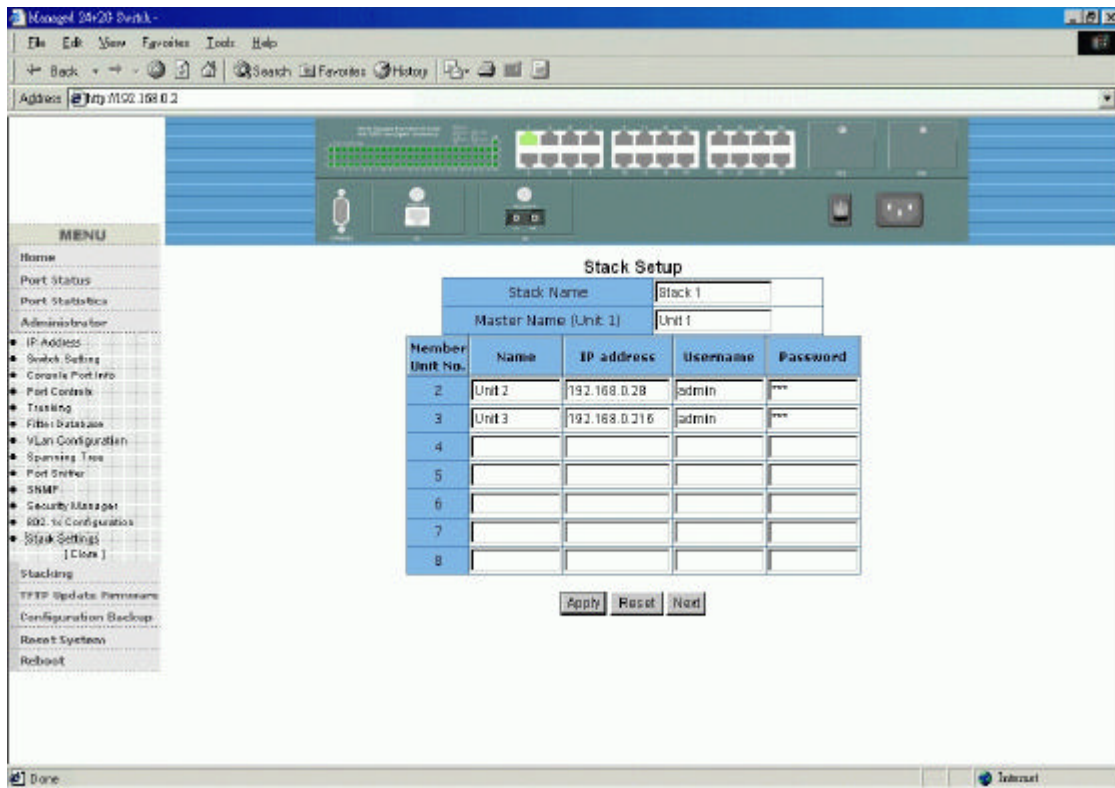 Managed 24+2G Switch -
File Edit View Favorites Tools Help
Back Search Favorites History
Address http://192.168.0.2
MENU
Home
Port Status
Port Statistics
Administrator
IP Address
Switch Setting
Console Port Info
Port Controls
Trunking
Filter Database
VLan Configuration
Spanning Tree
Port Sniffer
SNMP
Security Manager
802.1x Configuration
Stack Settings
[ Close ]
Stacking
TFTP Update Firmware
Configuration Backup
Reset System
Reboot
Stack Setup
Stack Name Stack 1
Master Name (Unit 1) Unit 1
Member Unit No. Name IP address Username Password
2 Unit 2 192.168.0.28 admin ****
3 Unit 3 192.168.0.216 admin ****
4
5
6
7
8
Apply Reset Next
Done Internet